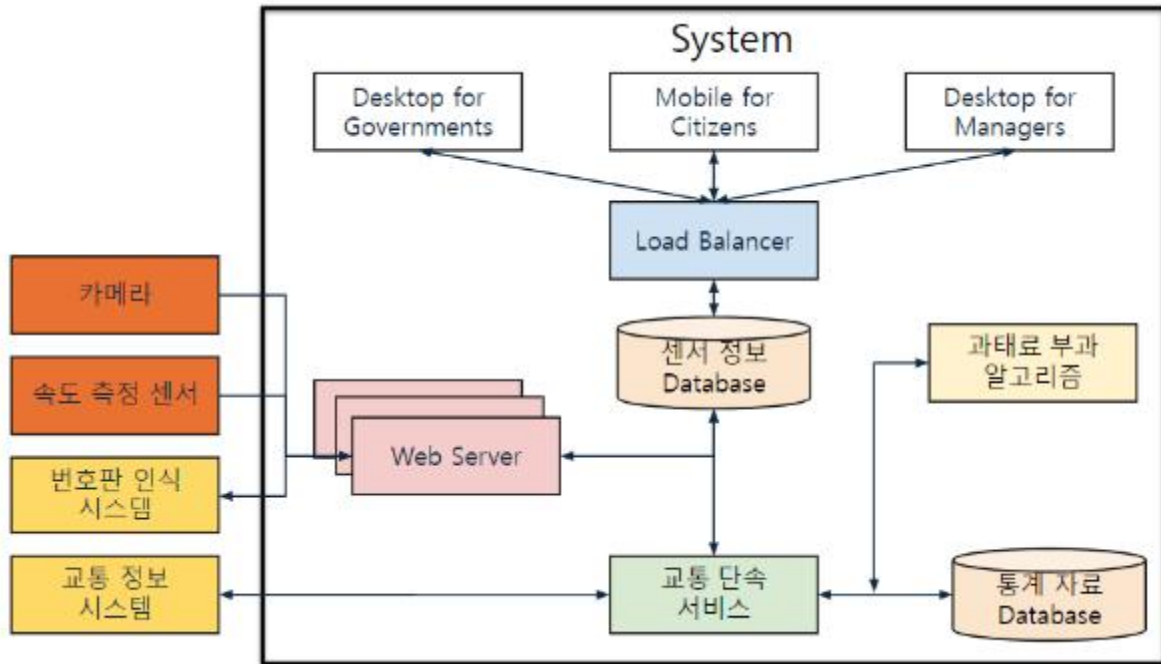 System
Desktop for
Governments
Mobile for
Citizens
Desktop for
Managers
Load Balancer
카메라
센서 정보
Database
과태료 부과
알고리즘
속도 측정 센서
Web Server
번호판 인식
시스뎀
교통 정보
시스템
교통 단속
서비스
통계 자료
Database